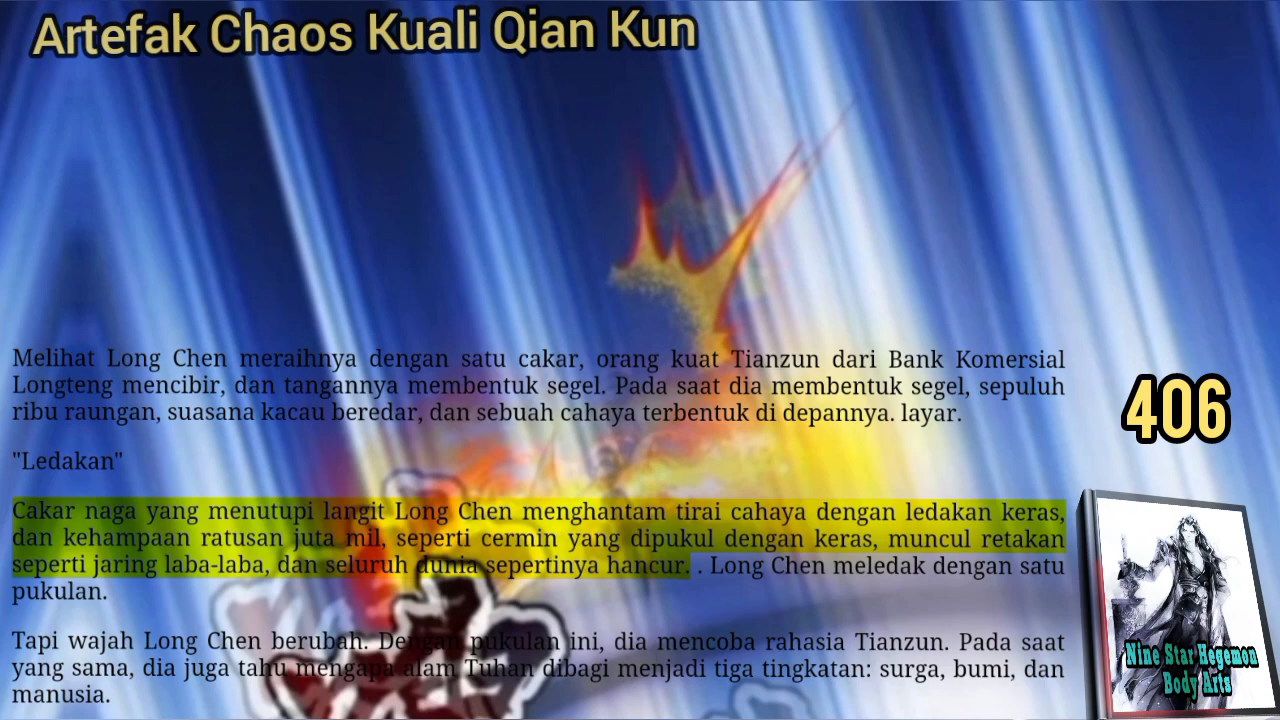 Artefak Chaos Kuali Qian Kun
Melihat Long Chen meraihnya dengan satu cakar, orang kuat Tianzun dari Bank Komersial
Longteng mencibir, dan tangannya membentuk segel. Pada saat dia membentuk segel, sepuluh
ribu raungan, suasana kacau beredar, dan sebuah cahaya terbentuk di depannya. layar.
"Ledakan"
Cakar naga yang menutupi langit Long Chen menghantam tirai cahaya dengan ledakan keras,
dan kehampaan ratusan juta mil, seperti cermin yang dipukul dengan keras, muncul retakan
seperti jaring laba-laba, dan seluruh dunia sepertinya hancur. . Long Chen meledak dengan satu
pukulan.
Tapi wajah Long Chen berubah. Dengan pukulan ini, dia mencoba rahasia Tianzun. Pada saat
yang sama, dia juga tahu mengapa alam Tuhan dibagi menjadi tiga tingkatan: surga, bumi, dan
manusia.
406
Nine Star Hegemon
Body Arts